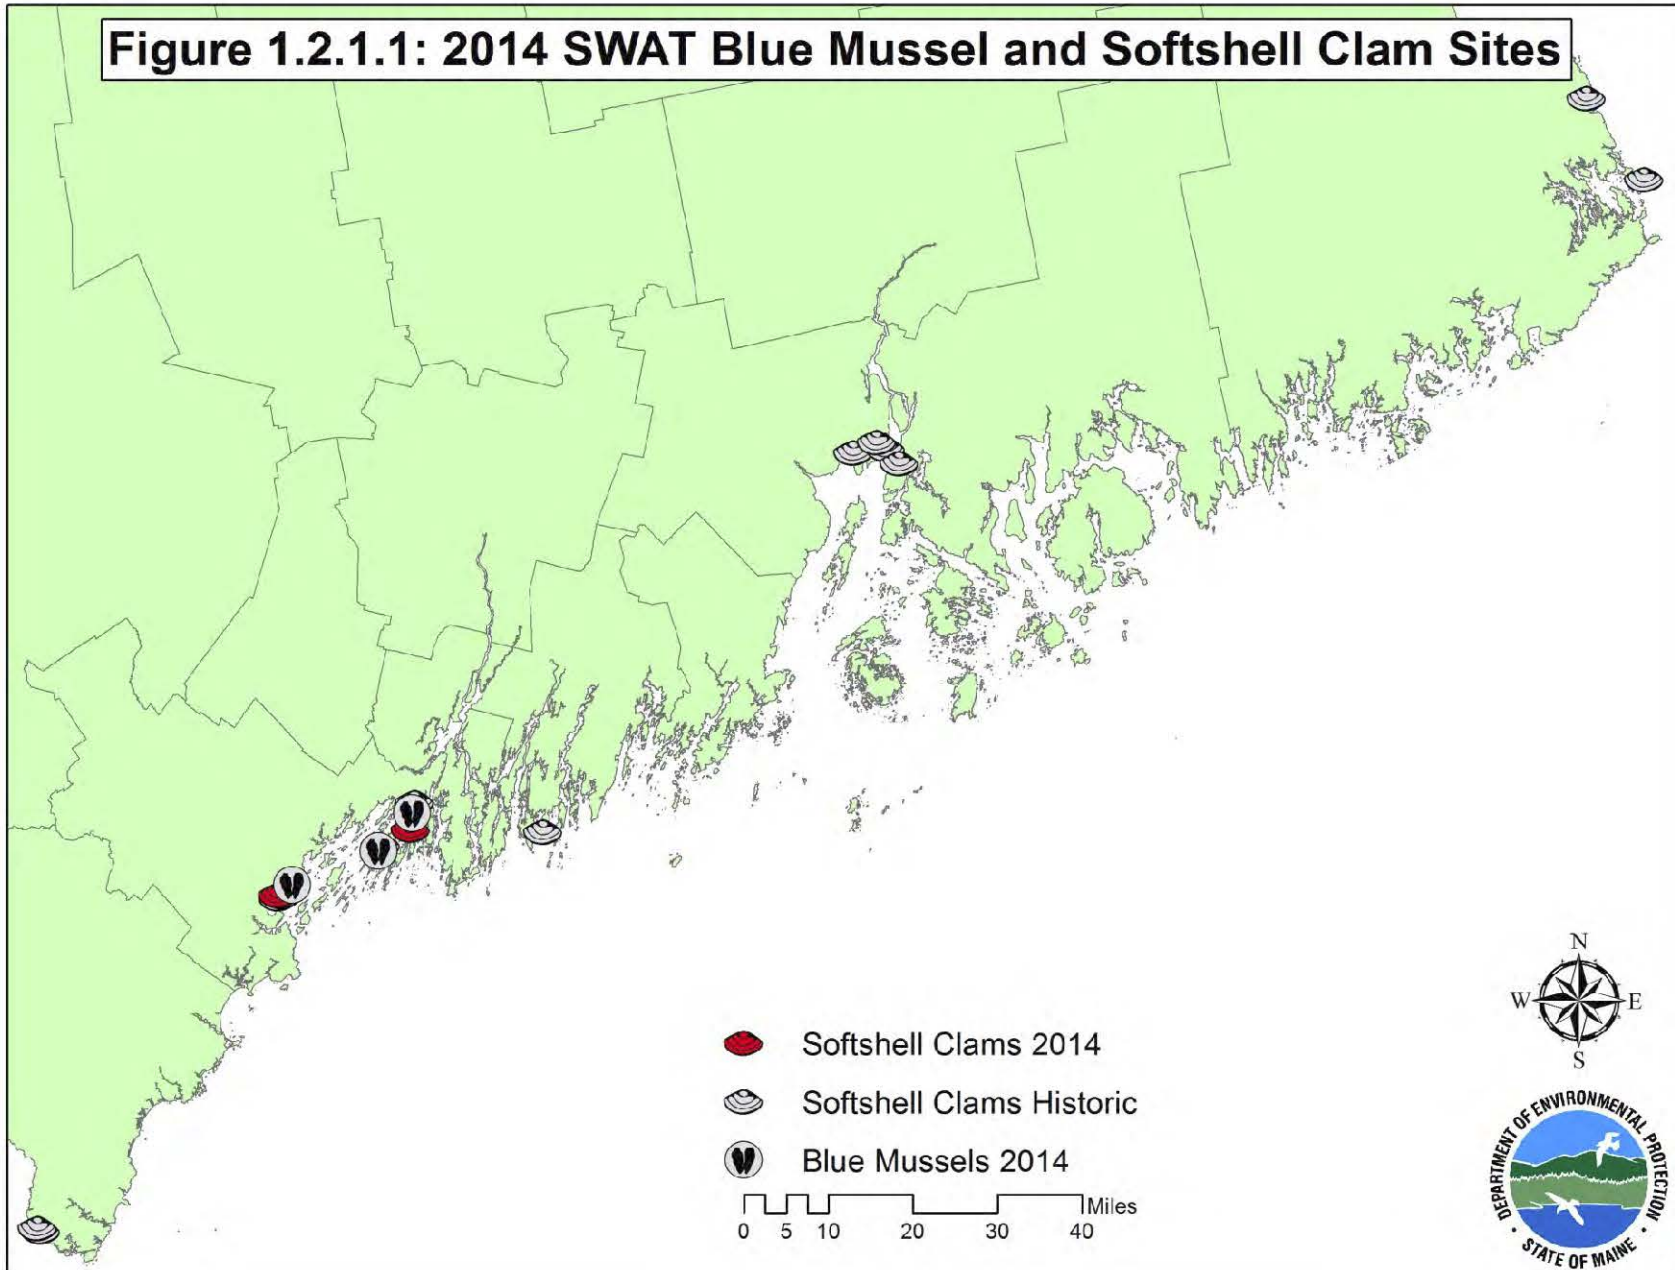 Figure 1.2.1.1: 2014 SWAT Blue Mussel and Softshell Clam Sites
N
W E
S
Softshell Clams 2014
Softshell Clams Historic
Blue Mussels 2014
Miles
0 5 10 20 30 40
DEPARTMENT OF ENVIRONMENTAL PROTECTION
STATE OF MAINE